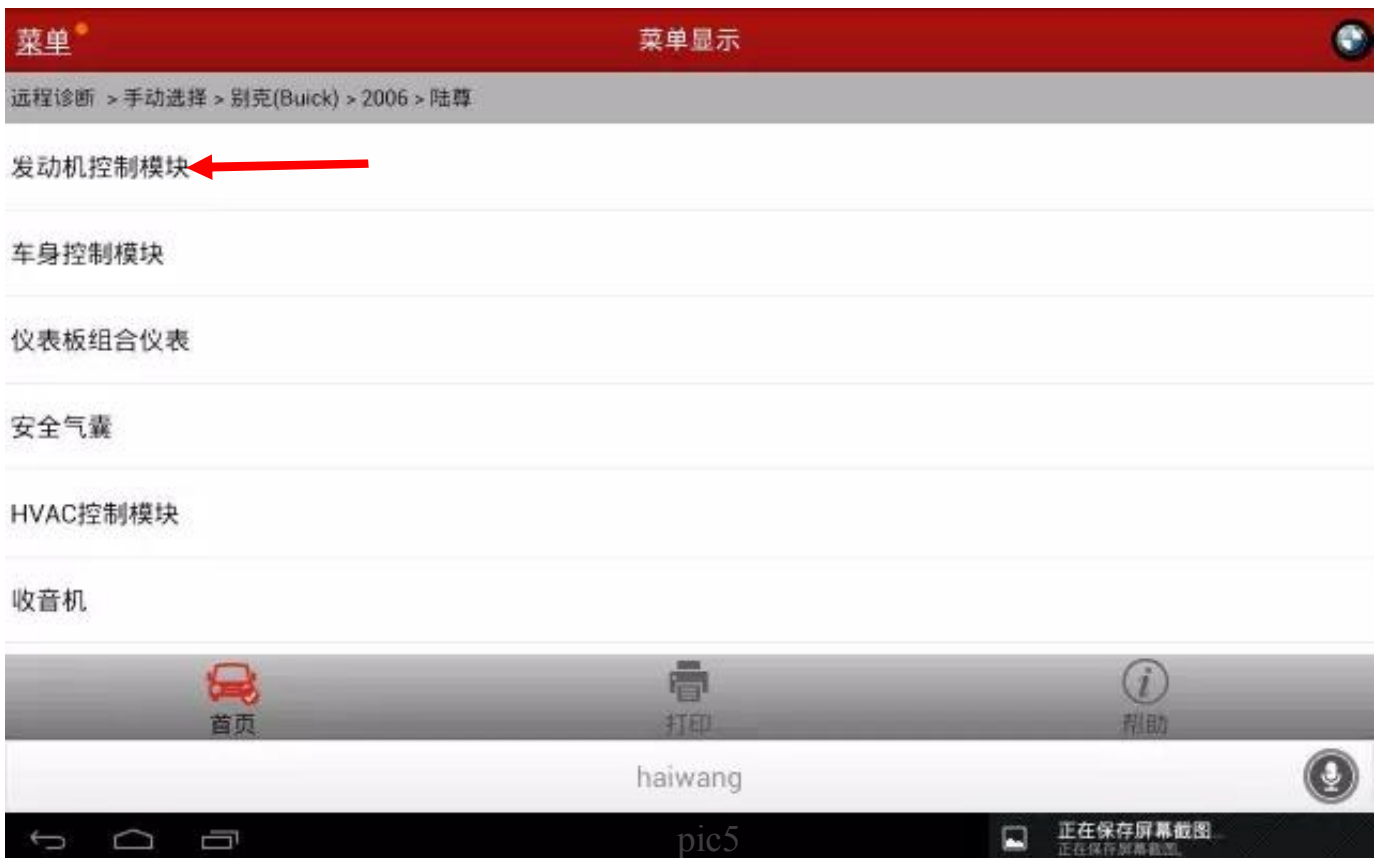 菜单
菜单显示
远程诊断 > 手动选择 > 别克(Buick) > 2006 > 陆尊
发动机控制模块
车身控制模块
仪表板组合仪表
安全气囊
HVAC控制模块
收音机
首页
打印
帮助
haiwang
pic5
正在保存屏幕截图...
正在保存屏幕截图。